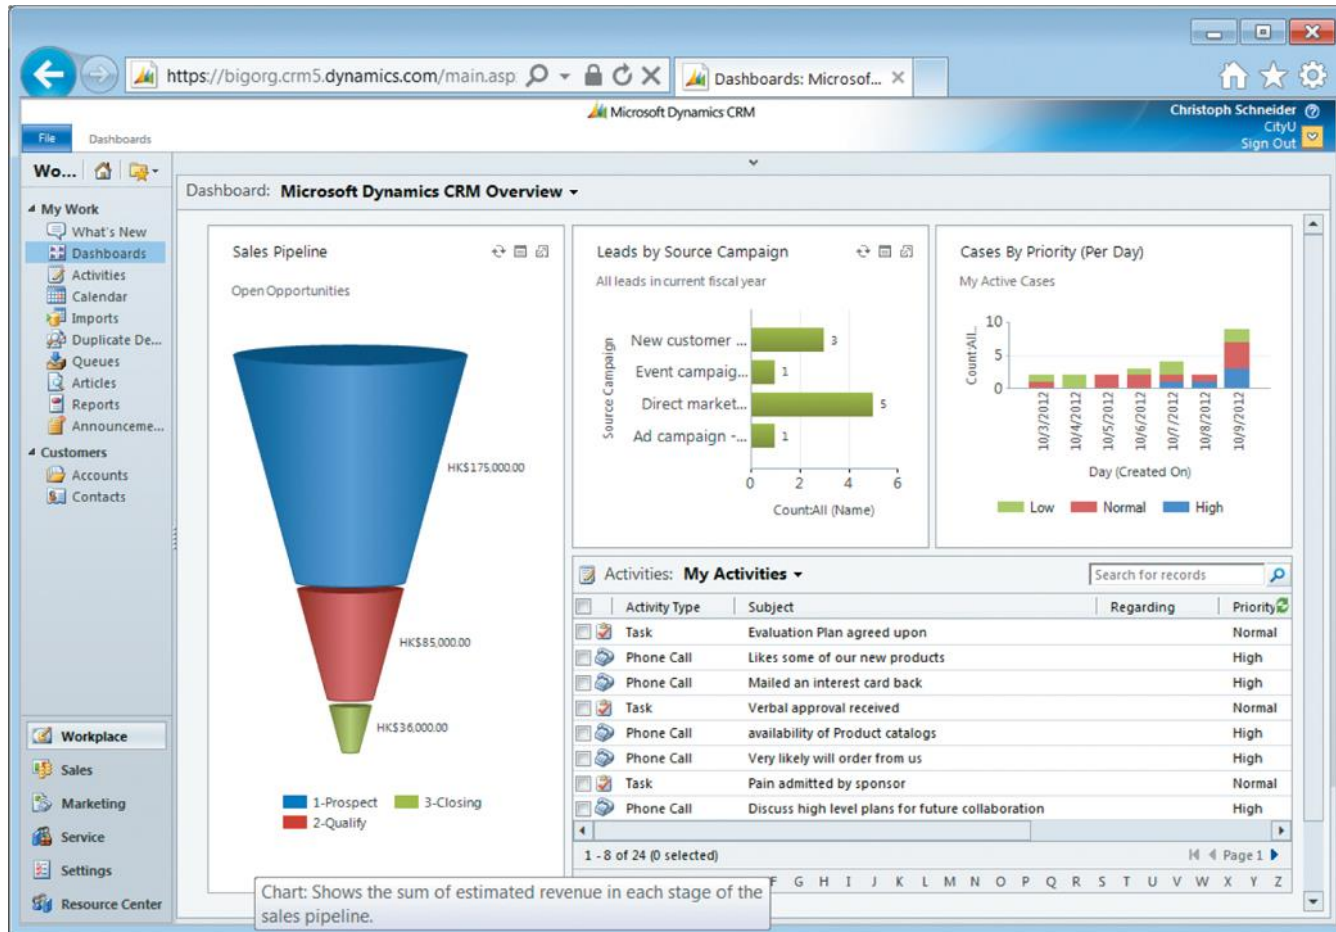 https://bigorg.crm5.dynamics.com/main.asp
Dashboards: Microsof...
Microsoft Dynamics CRM
Christoph Schneider
CityU
Sign Out
File
Dashboards
Wo...
Dashboard: Microsoft Dynamics CRM Overview
My Work
What's New
Dashboards
Activities
Calendar
Imports
Duplicate De...
Queues
Articles
Reports
Announceme...
Customers
Accounts
Contacts
Workplace
Sales
Marketing
Service
Settings
Resource Center
Sales Pipeline
Open Opportunities
HK$175,000.00
HK$85,000.00
HK$36,000.00
1-Prospect
3-Closing
2-Qualify
Chart: Shows the sum of estimated revenue in each stage of the
sales pipeline.
Leads by Source Campaign
All leads in current fiscal year
Source Campaign
New customer ... 3
Event campaig... 1
Direct market... 5
Ad campaign -... 1
0 2 4 6
Count:All (Name)
Cases By Priority (Per Day)
My Active Cases
Count:All...
10
5
0
10/3/2012
10/4/2012
10/5/2012
10/6/2012
10/7/2012
10/8/2012
10/9/2012
Day (Created On)
Low Normal High
Activities: My Activities
Search for records
Activity Type Subject Regarding Priority
Task Evaluation Plan agreed upon Normal
Phone Call Likes some of our new products High
Phone Call Mailed an interest card back High
Task Verbal approval received Normal
Phone Call availability of Product catalogs High
Phone Call Very likely will order from us High
Task Pain admitted by sponsor Normal
Phone Call Discuss high level plans for future collaboration High
1 - 8 of 24 (0 selected)
Page 1
F G H I J K L M N O P Q R S T U V W X Y Z